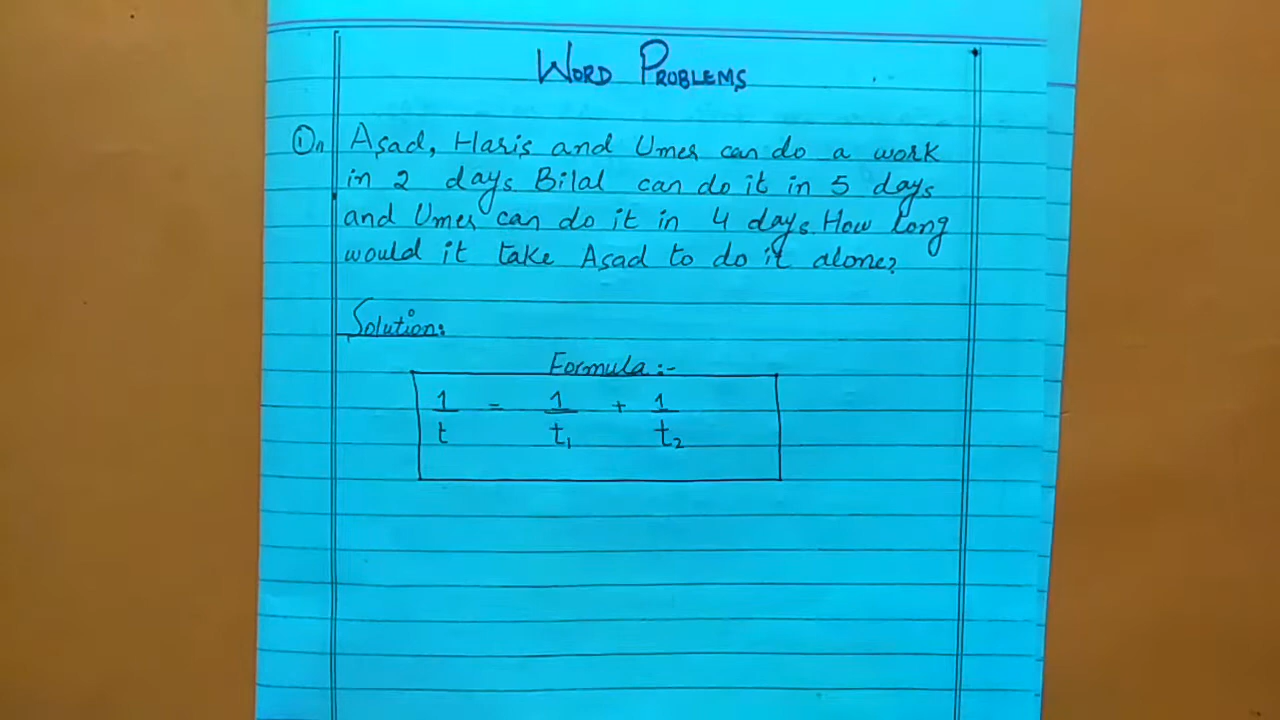 WORD PROBLEMS
① Asad, Haris and Umer can do a work
in 2 days Bilal can do it in 5 days
and Umer can do it in 4 days. How long
would it take Asad to do it alone?
Solution:
Formula:-
1/t = 1/t₁ + 1/t₂